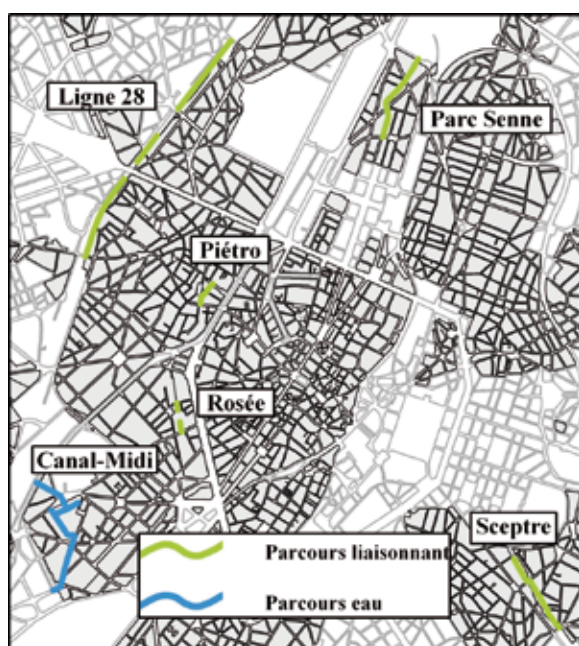 Ligne 28
Parc Senne
Piétro
Rosée
Canal-Midi
Sceptre
Parcours liaisonnant
Parcours eau